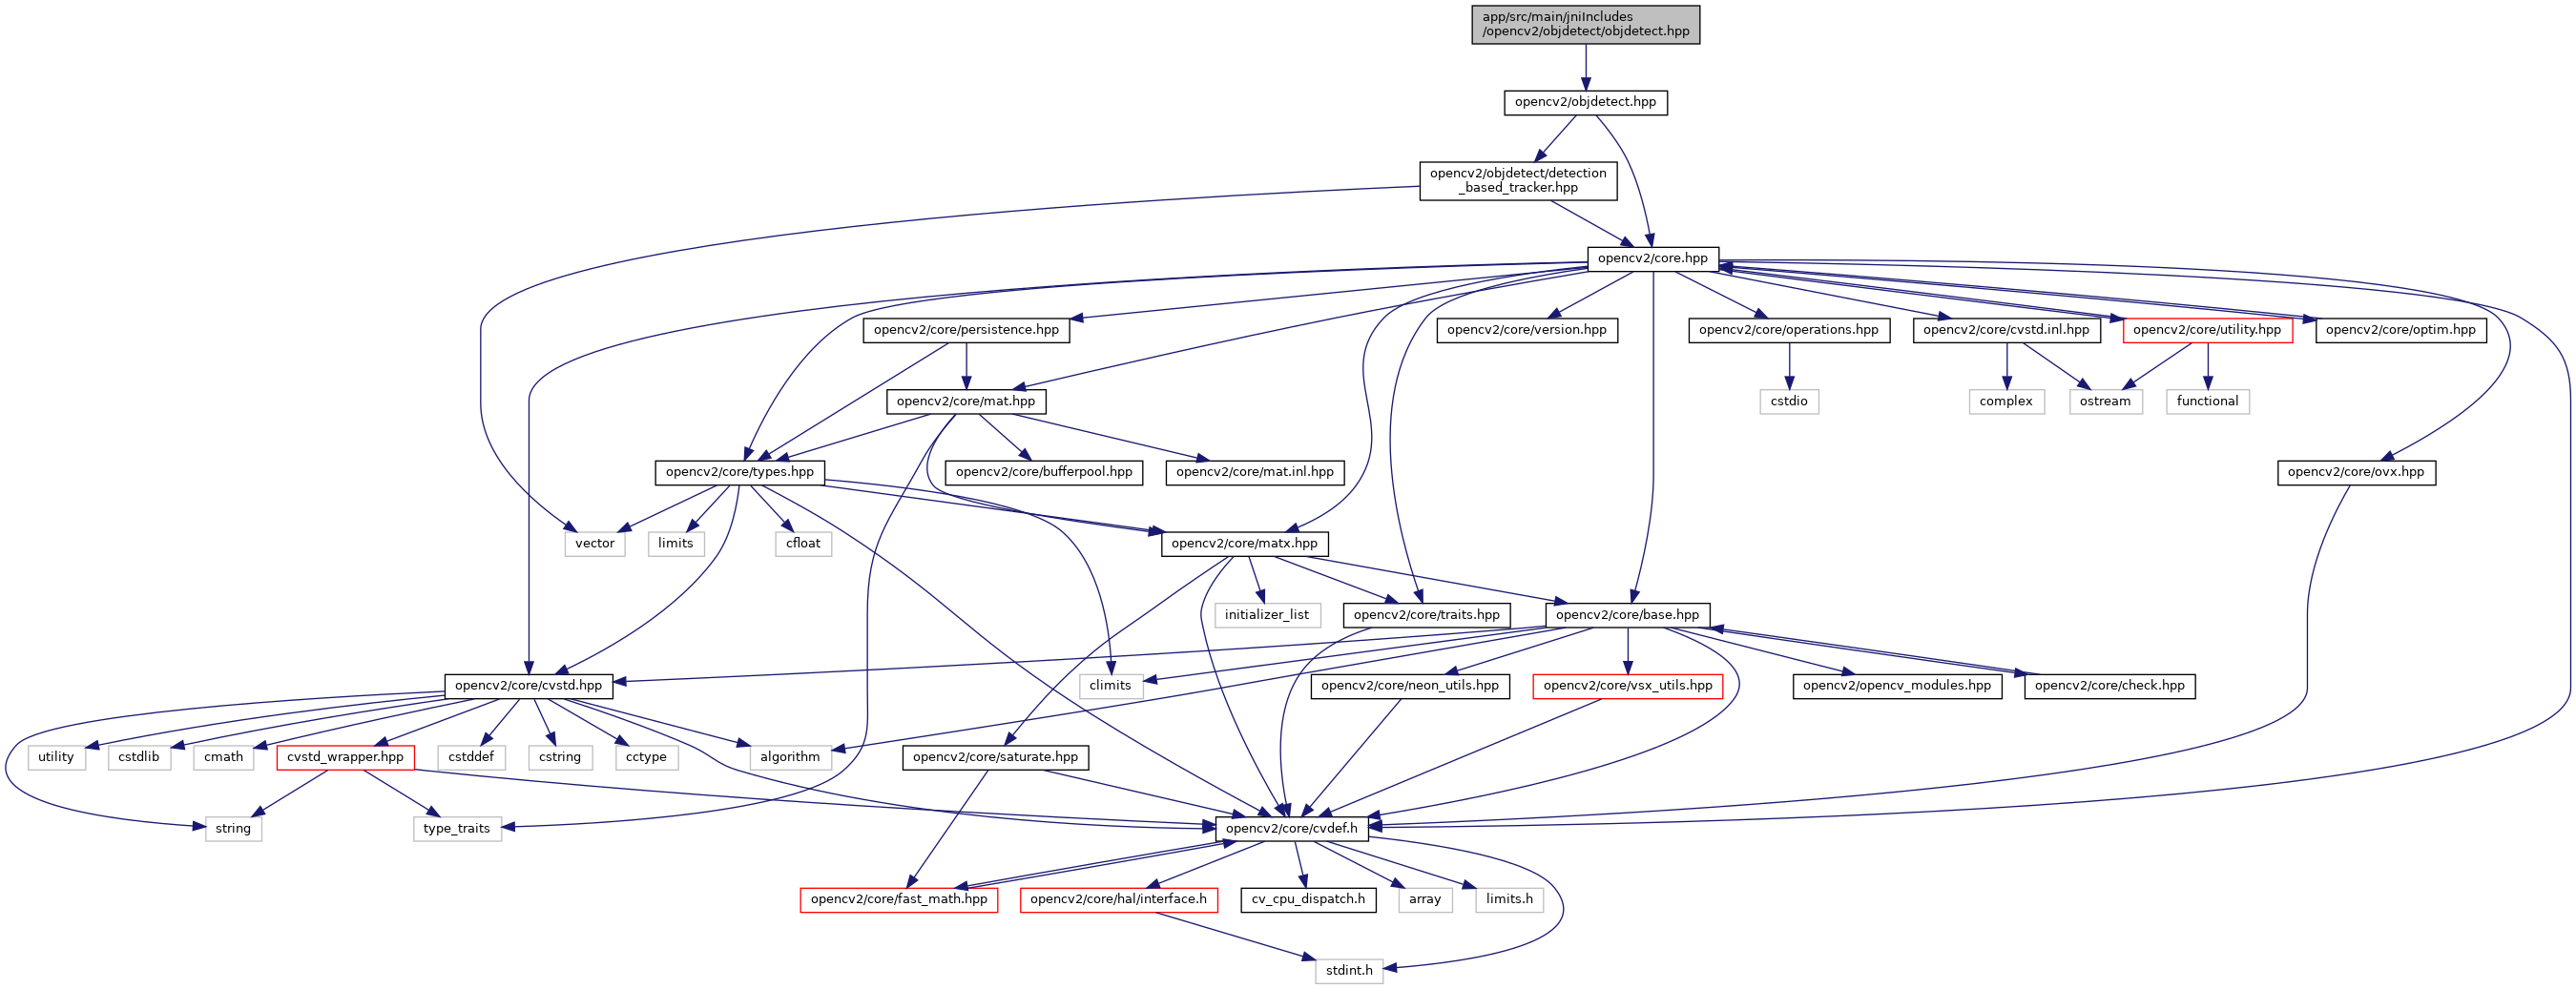 app/src/main/jniIncludes
/opencv2/objdetect/objdetect.hpp
opencv2/objdetect.hpp
opencv2/objdetect/detection
_based_tracker.hpp
opencv2/core.hpp
opencv2/core/persistence.hpp
opencv2/core/version.hpp
opencv2/core/operations.hpp
opencv2/core/cvstd.inl.hpp
opencv2/core/utility.hpp
opencv2/core/optim.hpp
opencv2/core/mat.hpp
cstdio
complex
ostream
functional
opencv2/core/types.hpp
opencv2/core/bufferpool.hpp
opencv2/core/mat.inl.hpp
opencv2/core/ovx.hpp
vector
limits
cfloat
opencv2/core/matx.hpp
initializer_list
opencv2/core/traits.hpp
opencv2/core/base.hpp
opencv2/core/cvstd.hpp
climits
opencv2/core/neon_utils.hpp
opencv2/core/vsx_utils.hpp
opencv2/opencv_modules.hpp
opencv2/core/check.hpp
utility
cstdlib
cmath
cvstd_wrapper.hpp
cstddef
cstring
cctype
algorithm
opencv2/core/saturate.hpp
string
type_traits
opencv2/core/cvdef.h
opencv2/core/fast_math.hpp
opencv2/core/hal/interface.h
cv_cpu_dispatch.h
array
limits.h
stdint.h